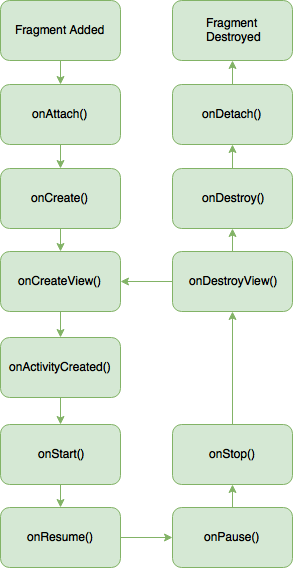 Fragment Added
onAttach()
onCreate()
onCreateView()
onActivityCreated()
onStart()
onResume()
onPause()
onStop()
onDestroyView()
onDestroy()
onDetach()
Fragment
Destroyed